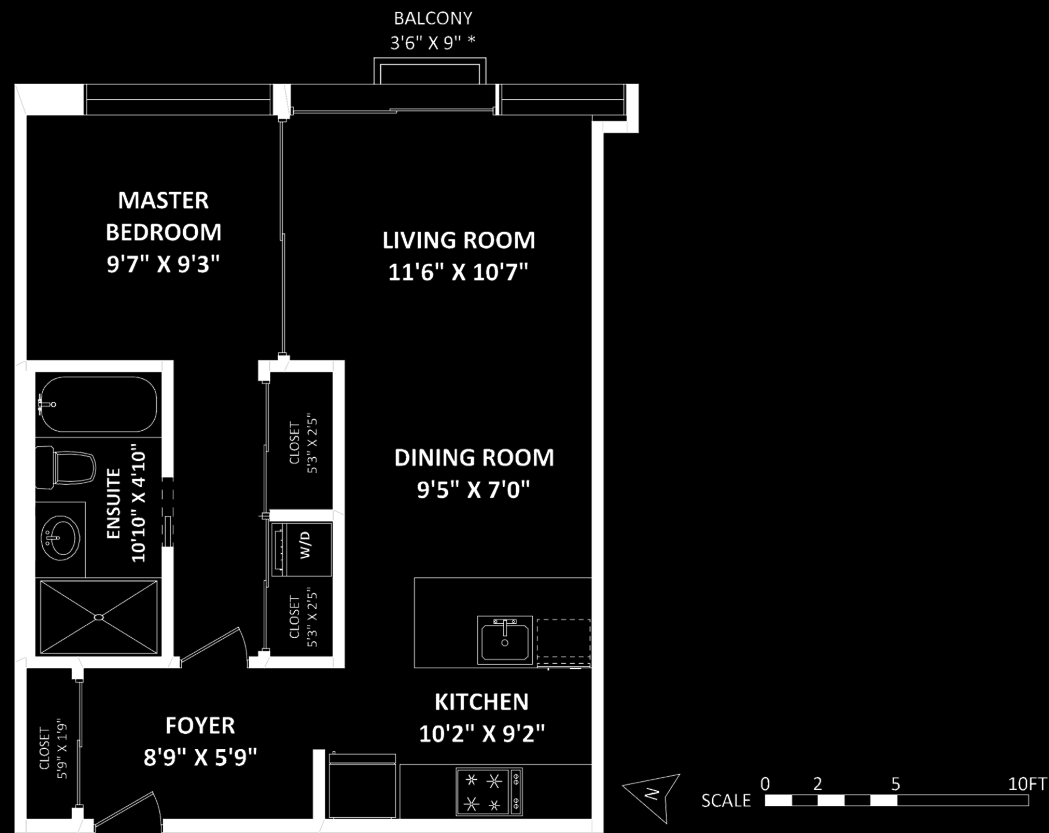 BALCONY
3'6" X 9" *
MASTER
BEDROOM
9'7" X 9'3"
LIVING ROOM
11'6" X 10'7"
CLOSET
5'3" X 2'5"
ENSUITE
10'10" X 4'10"
DINING ROOM
9'5" X 7'0"
W/D
CLOSET
5'3" X 2'5"
KITCHEN
10'2" X 9'2"
FOYER
8'9" X 5'9"
CLOSET
5'9" X 1'9"
N
SCALE
0 2 5 10FT